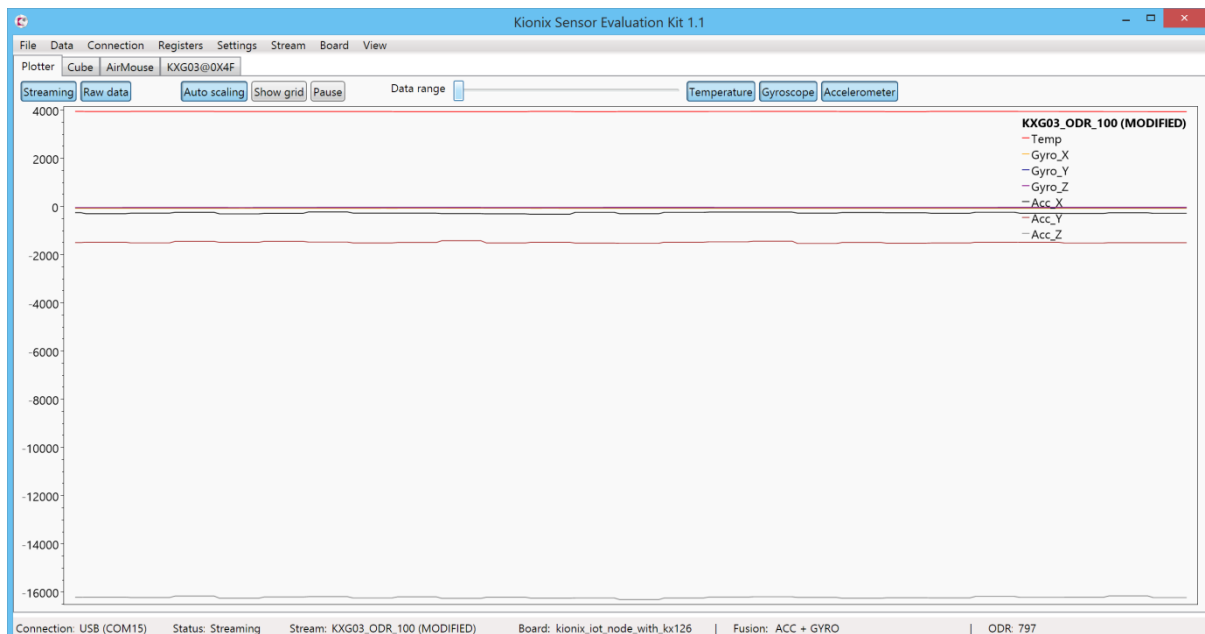 Kionix Sensor Evaluation Kit 1.1
File Data Connection Registers Settings Stream Board View
Plotter Cube AirMouse KXG03@0X4F
Streaming Raw data Auto scaling Show grid Pause Data range Temperature Gyroscope Accelerometer
4000
2000
0
-2000
-4000
-6000
-8000
-10000
-12000
-14000
-16000
KXG03_ODR_100 (MODIFIED)
Temp
Gyro_X
Gyro_Y
Gyro_Z
Acc_X
Acc_Y
Acc_Z
Connection: USB (COM15) Status: Streaming Stream: KXG03_ODR_100 (MODIFIED) Board: kionix_iot_node_with_kx126 | Fusion: ACC + GYRO | ODR: 797